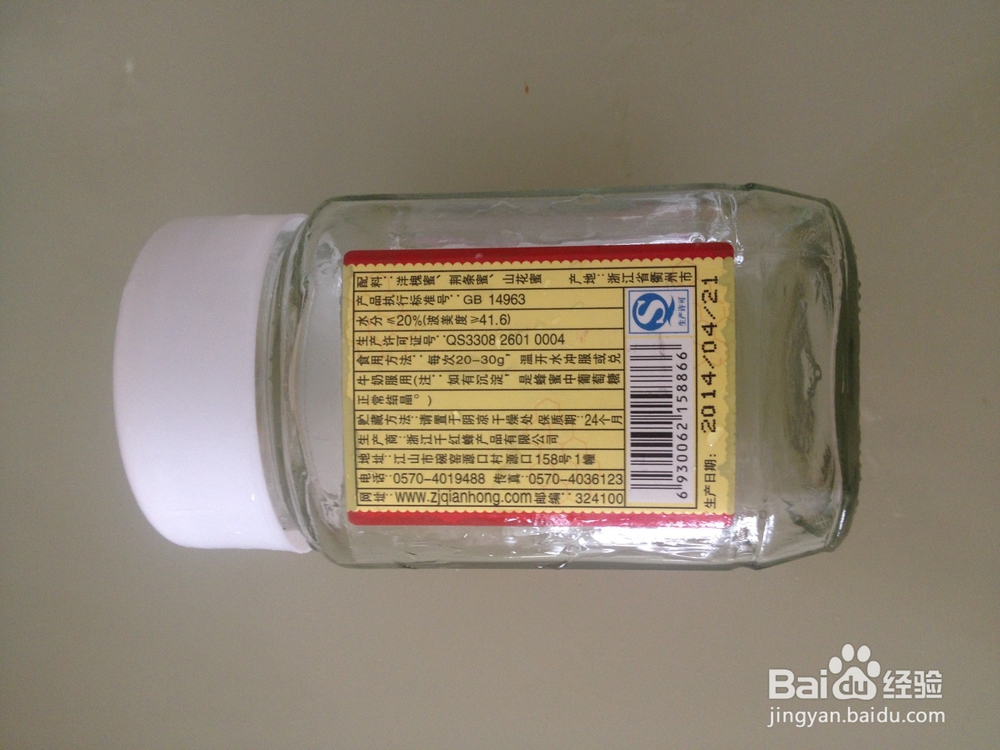 配料：洋槐蜜、荆条蜜、山花蜜 产地：浙江省衢州市
产品执行标准号：GB 14963
水分≤20%(波美度≥41.6)
生产许可证号：QS3308 2601 0004
食用方法：每次20-30g，温开水冲服或兑
牛奶服用(注：如有沉淀，是蜂蜜中葡萄糖
正常结晶。)
贮藏方法：请置于阴凉干燥处 保质期：24个月
生产商：浙江千红蜂产品有限公司
地址：江山市碗窑源口村源口158号1幢
电话：0570-4019488 传真：0570-4036123
网址：www.zjqianhong.com 邮编：324100
生产许可
6930062158866
生产日期：2014/04/21
Baidu经验
jingyan.baidu.com